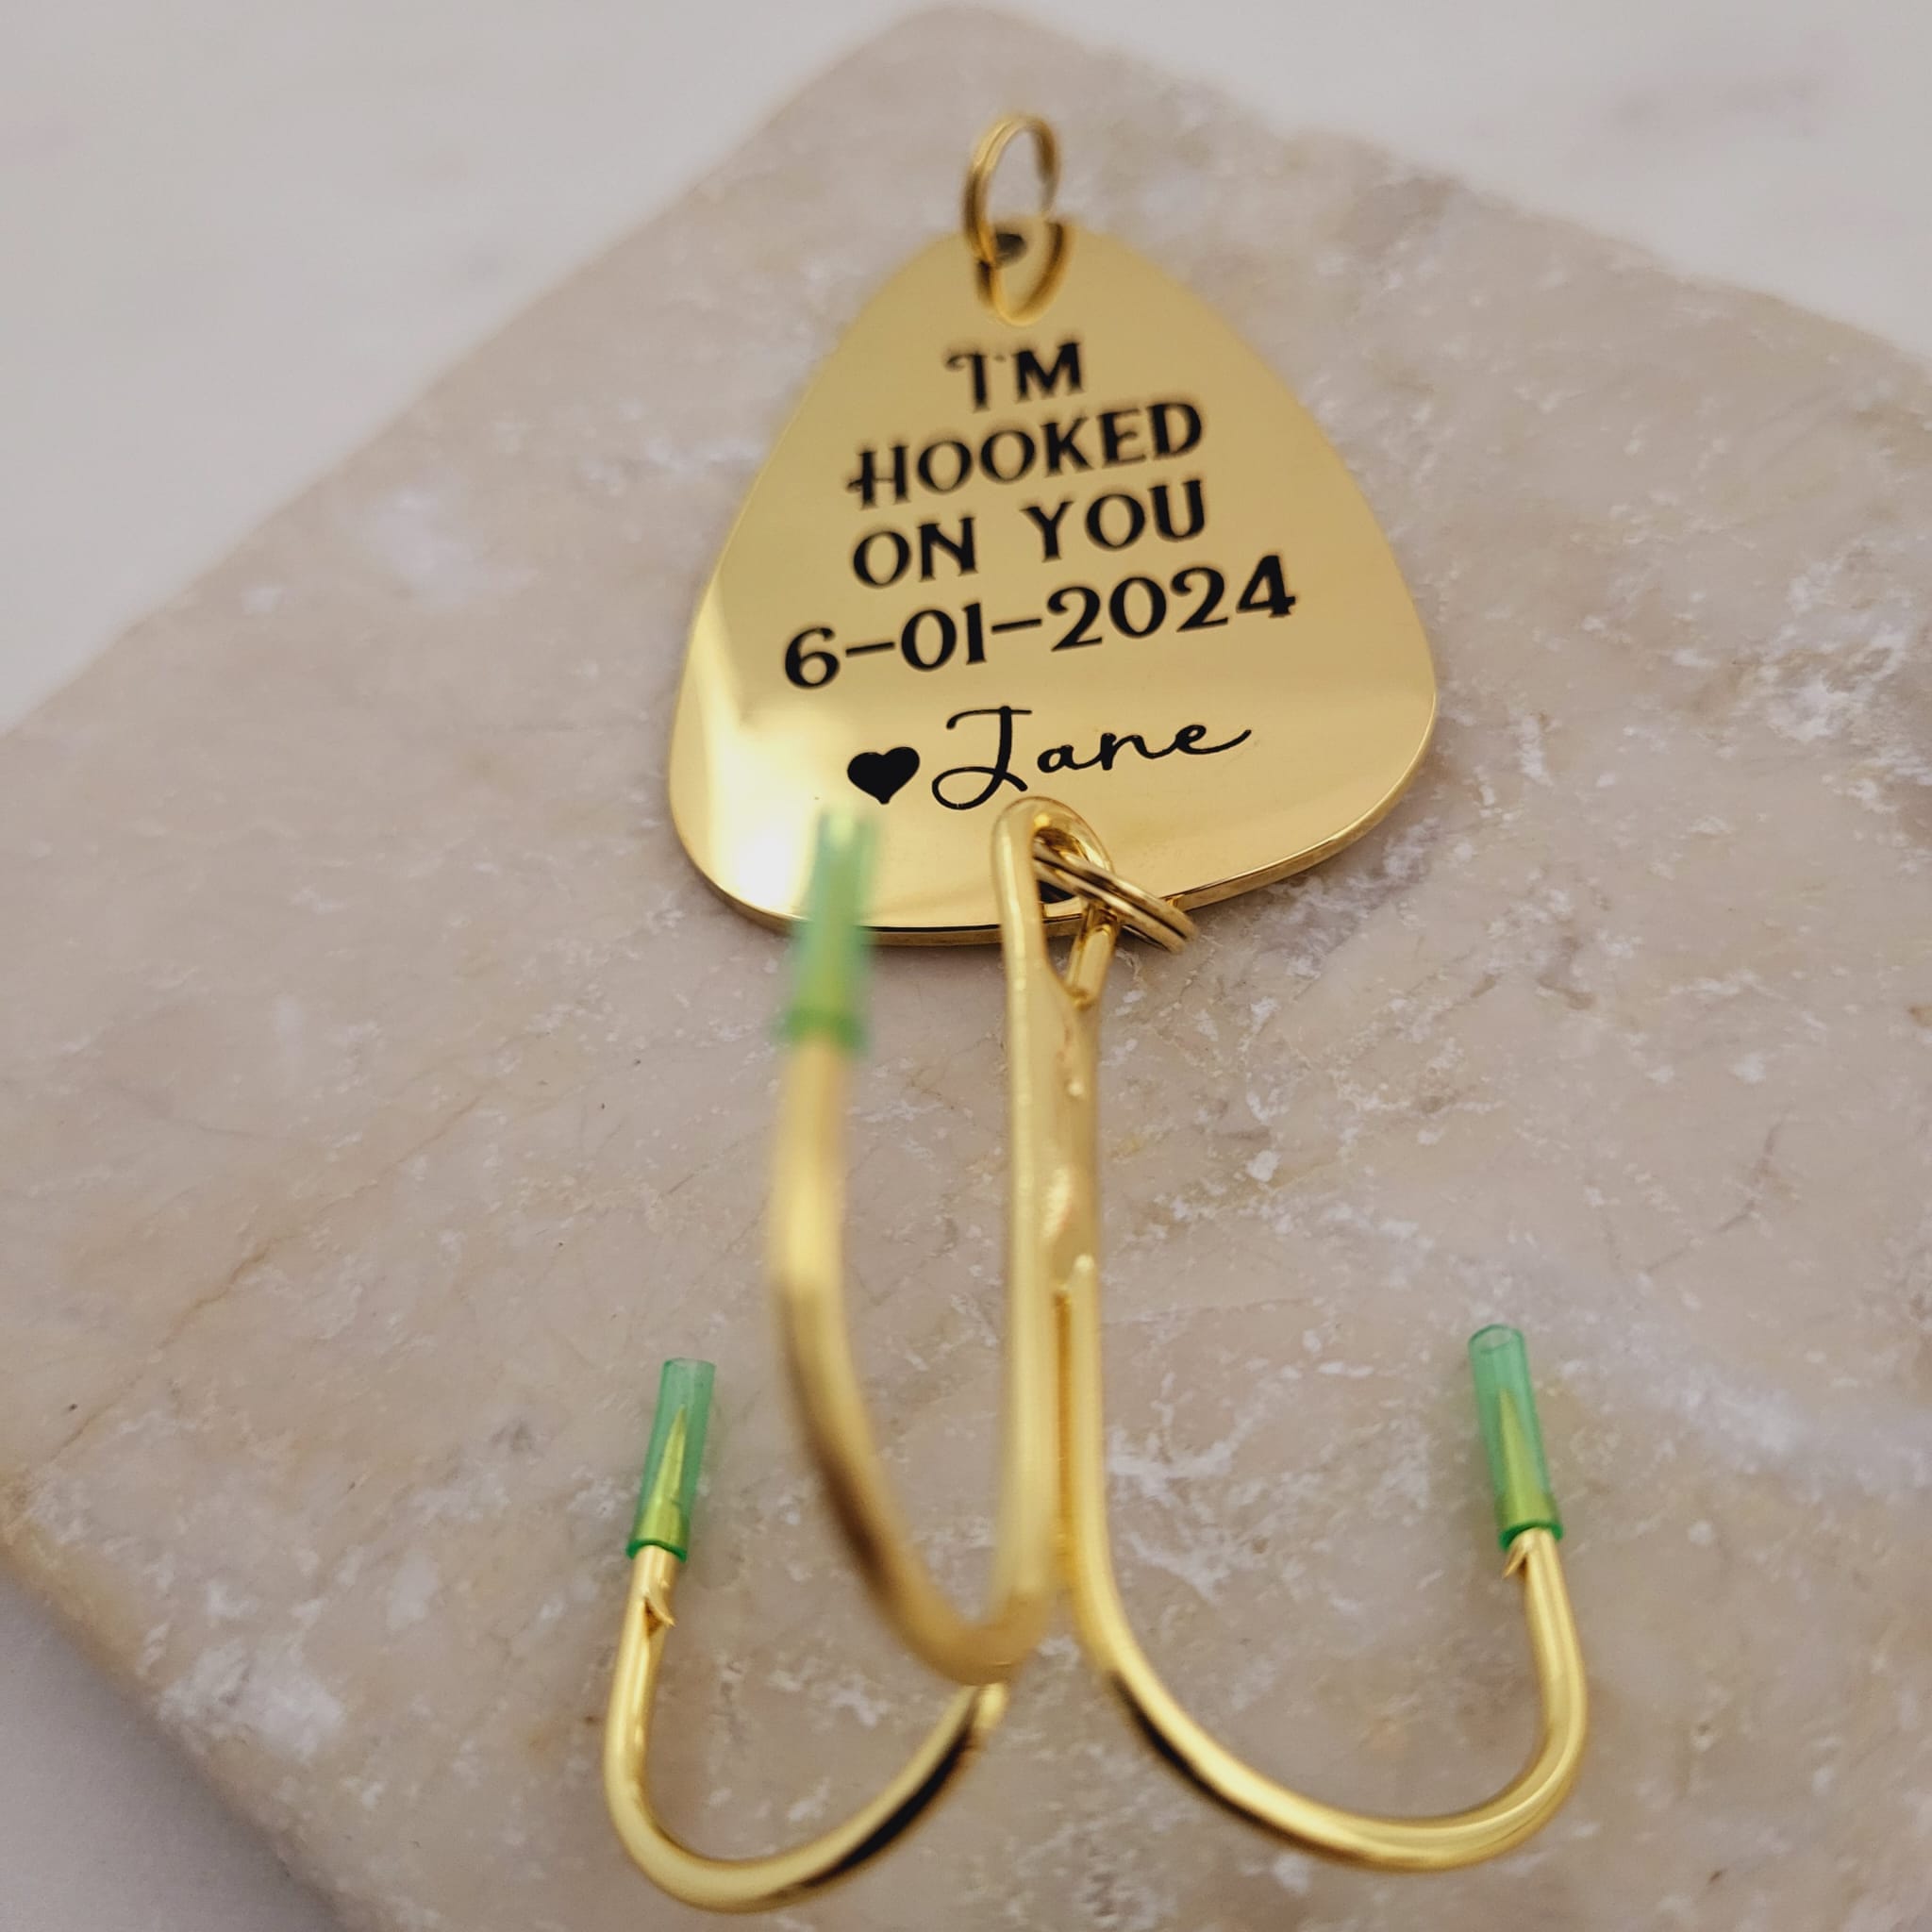 I'M
HOOKED
ON YOU
6-01-2024
♥Jane